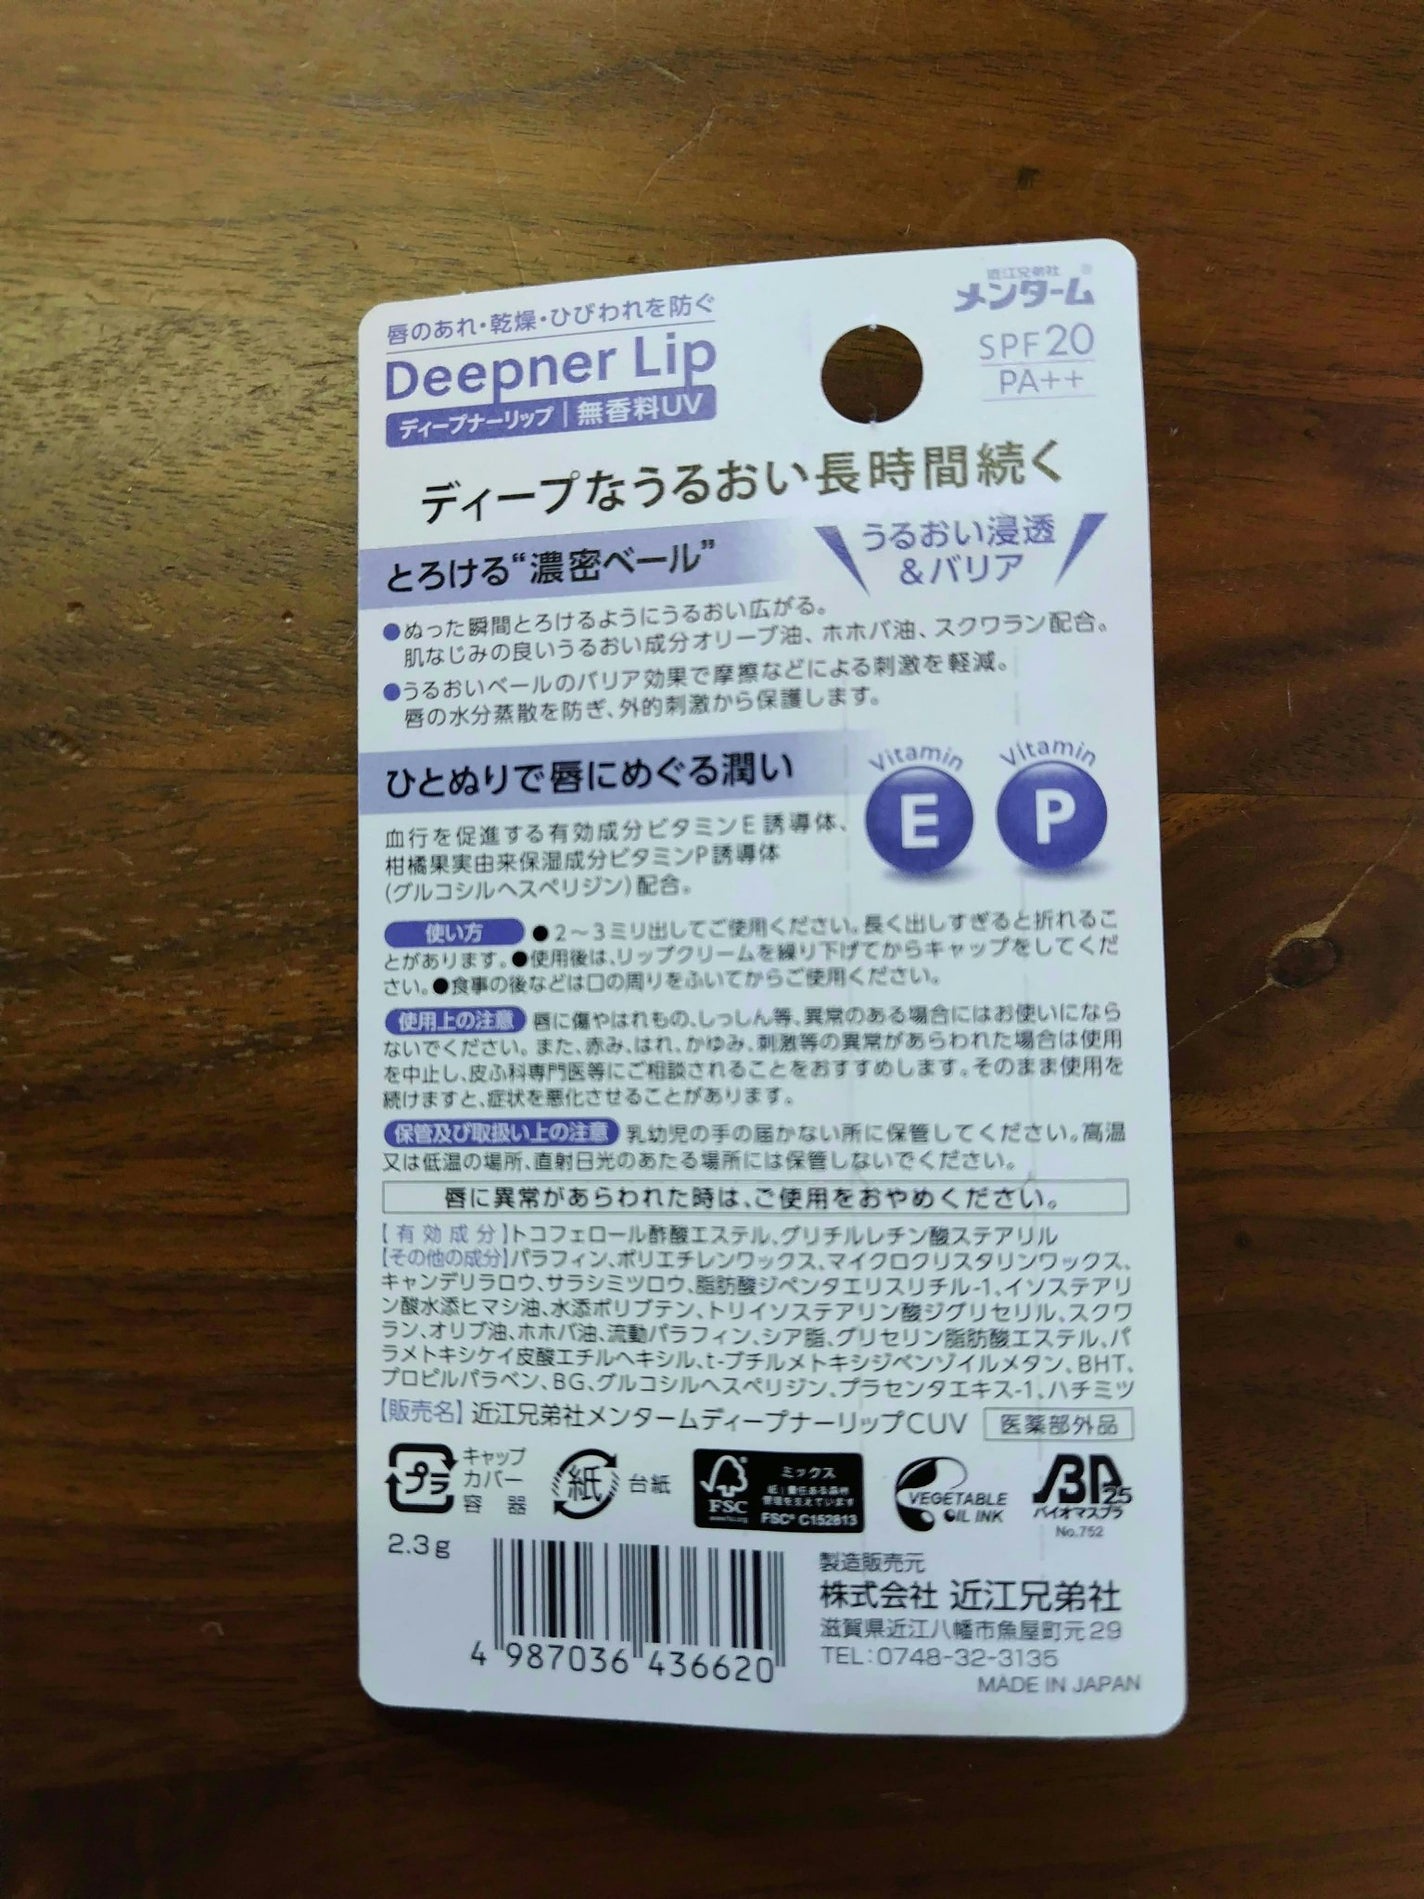 唇のあれ・乾燥・ひびわれを防ぐ
Deepner Lip
ディープナーリップ|無香料UV
近江兄弟社
メンターム®
SPF20
PA++
ディープなうるおい長時間続く
とろける“濃密ベール”
うるおい浸透
&バリア
●ぬった瞬間とろけるようにうるおい広がる。
肌なじみの良いうるおい成分オリーブ油、ホホバ油、スクワラン配合。
●うるおいベールのバリア効果で摩擦などによる刺激を軽減。
唇の水分蒸散を防ぎ、外的刺激から保護します。
ひとぬりで唇にめぐる潤い
Vitamin E
Vitamin P
血行を促進する有効成分ビタミンE誘導体、
柑橘果実由来保湿成分ビタミンP誘導体
(グルコシルヘスペリジン)配合。
使い方 ●2〜3ミリ出してご使用ください。長く出しすぎると折れるこ
とがあります。●使用後は、リップクリームを繰り下げてからキャップをしてくだ
さい。●食事の後などは口の周りをふいてからご使用ください。
使用上の注意 唇に傷やはれもの、しっしん等、異常のある場合にはお使いになら
ないでください。また、赤み、はれ、かゆみ、刺激等の異常があらわれた場合は使用
を中止し、皮ふ科専門医等にご相談されることをおすすめします。そのまま使用を
続けますと、症状を悪化させることがあります。
保管及び取扱い上の注意 乳幼児の手の届かない所に保管してください。高温
又は低温の場所、直射日光のあたる場所には保管しないでください。
唇に異常があらわれた時は、ご使用をおやめください。
【有効成分】トコフェロール酢酸エステル、グリチルレチン酸ステアリル
【その他の成分】パラフィン、ポリエチレンワックス、マイクロクリスタリンワックス、
キャンデリラロウ、サラシミツロウ、脂肪酸ジペンタエリスリチル-1、イソステアリ
ン酸水添ヒマシ油、水添ポリブテン、トリイソステアリン酸ジグリセリル、スクワ
ラン、オリブ油、ホホバ油、流動パラフィン、シア脂、グリセリン脂肪酸エステル、パ
ラメトキシケイ皮酸エチルヘキシル、t-ブチルメトキシジベンゾイルメタン、BHT、
プロピルパラベン、BG、グルコシルヘスペリジン、プラセンタエキス-1、ハチミツ
【販売名】近江兄弟社メンタームディープナーリップCUV 医薬部外品
プラ
キャップ
カバー
容器
紙 台紙
FSC
www.fsc.org
ミックス
紙|責任ある森林
管理を支えています
FSC® C152813
VEGETABLE
OIL INK
BP25
バイオマスプラ
No.752
2.3g
4 987036 436620
製造販売元
株式会社 近江兄弟社
滋賀県近江八幡市魚屋町元29
TEL:0748-32-3135
MADE IN JAPAN